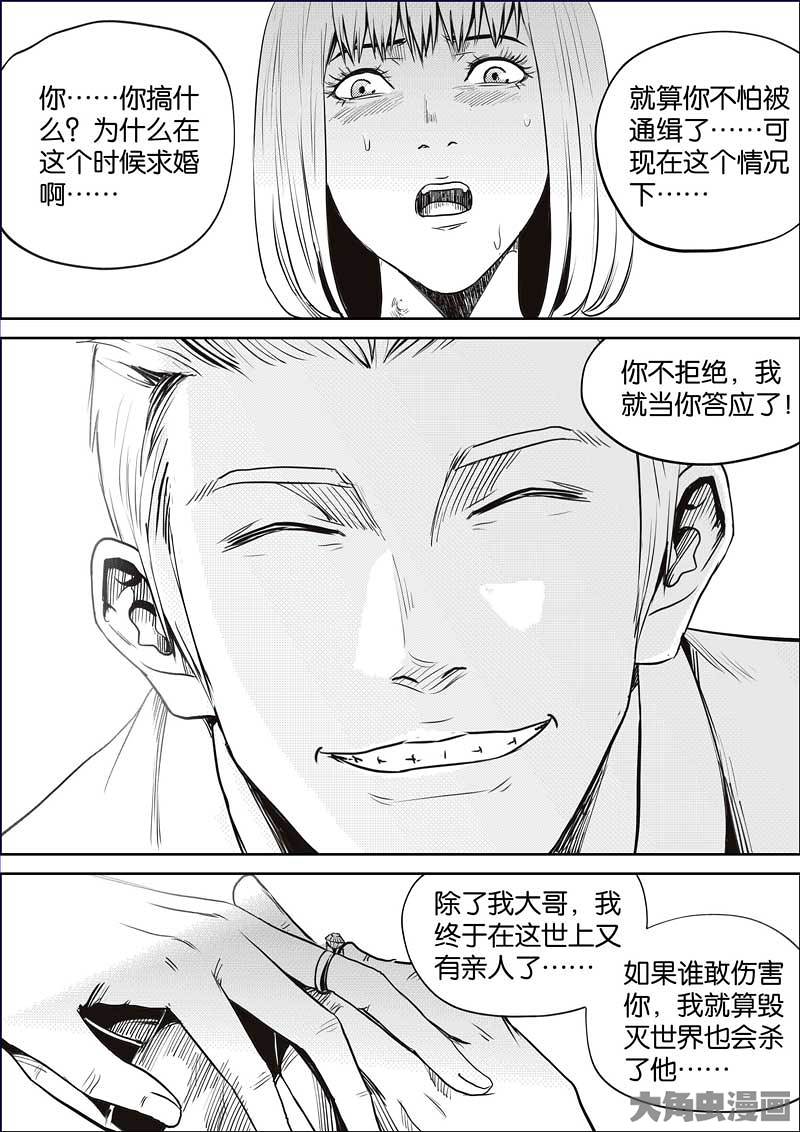 你……你搞什
么？为什么在
这个时候求婚
啊……
就算你不怕被
通缉了……可
现在这个情况
下……
你不拒绝，我
就当你答应了！
除了我大哥，我
终于在这世上又
有亲人了……
如果谁敢伤害
你，我就算毁
灭世界也会杀
了他……
大角虫漫画